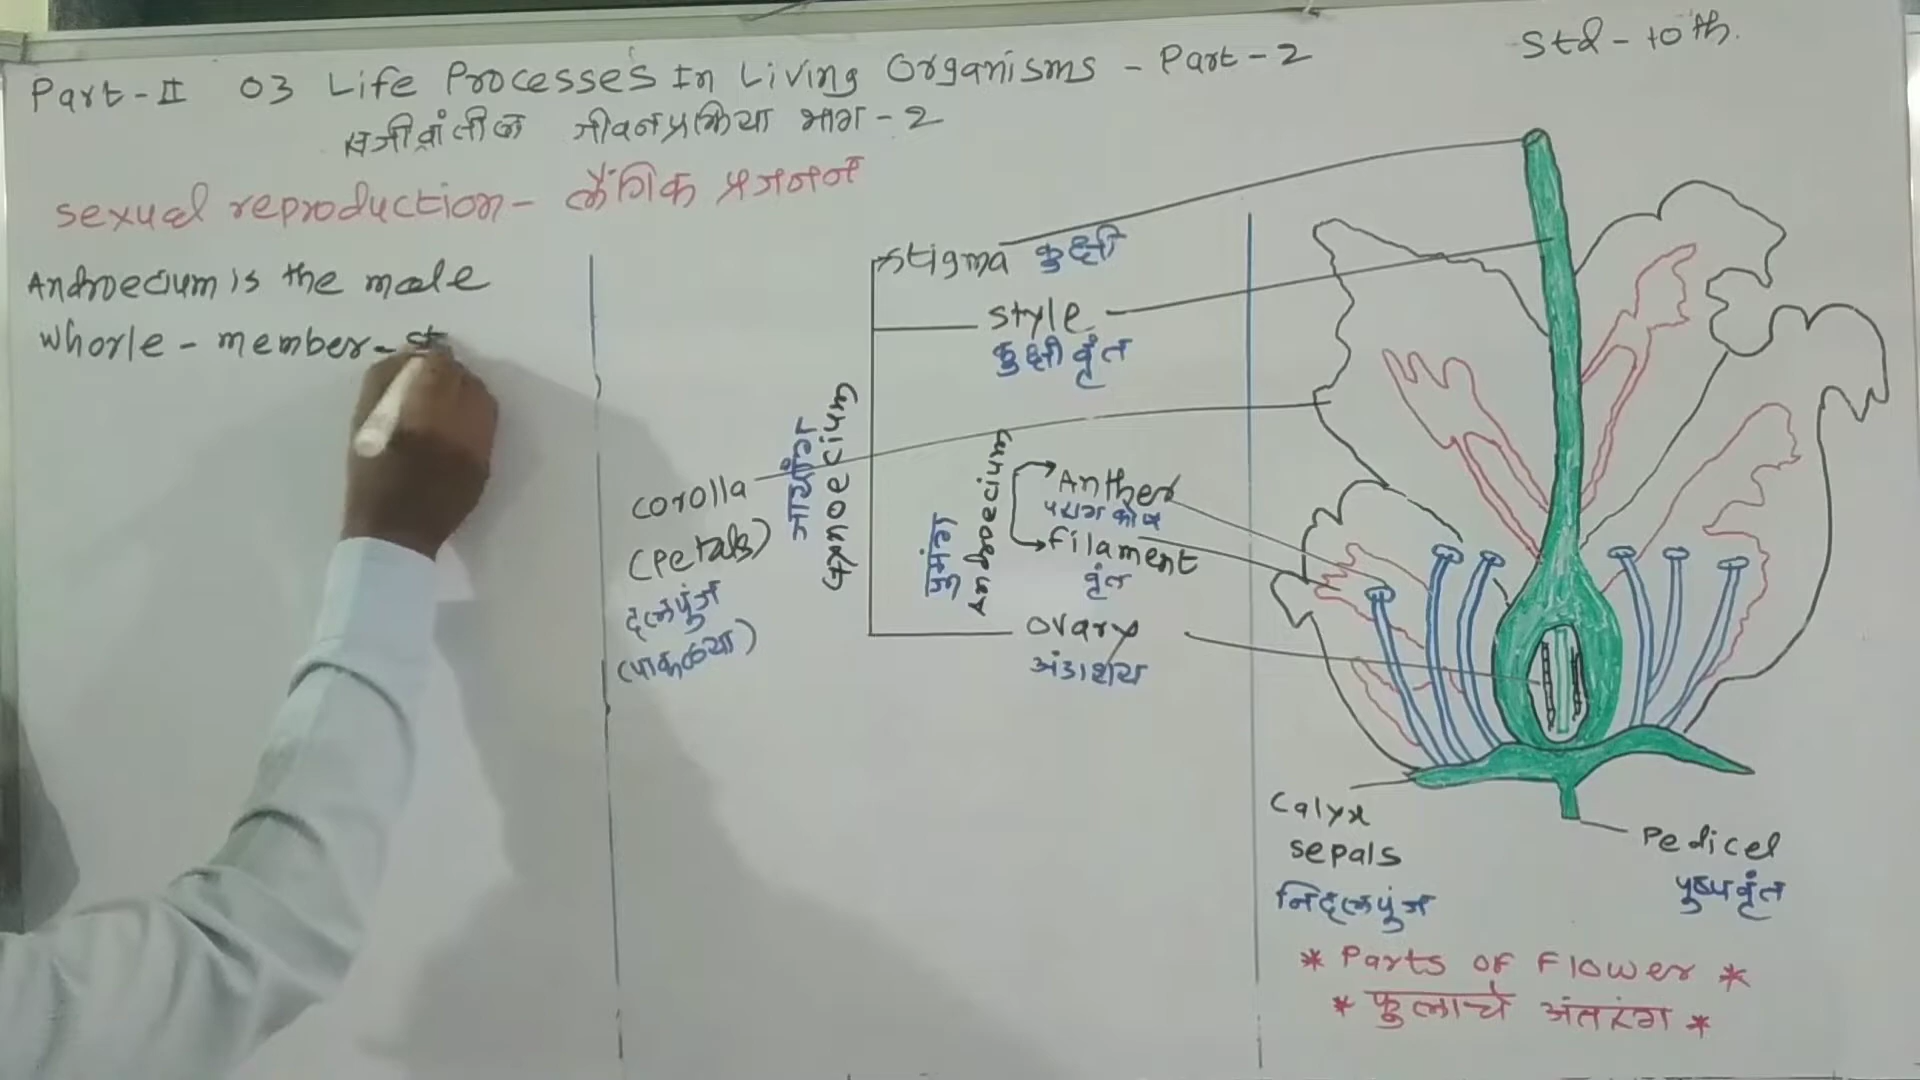 Part-II 03 Life Processes In Living Organisms - Part-2
Std-10th.
सजीवांतील जीवनप्रक्रिया भाग-2
sexual reproduction- लैंगिक प्रजनन
Androecium is the male
whorle - member - st
stigma कुक्षी
style
कुक्षीवृंत
जायांग
Gynoecium
corolla
(Petals)
दलपुंज
(पाकळ्या)
पुमंग
Androecium
Anther
परागकोष
filament
वृंत
ovary
अंडाशय
Calyx
sepals
निदलपुंज
Pedicel
पुष्पवृंत
* Parts of Flower *
* फुलाचे अंतरंग *